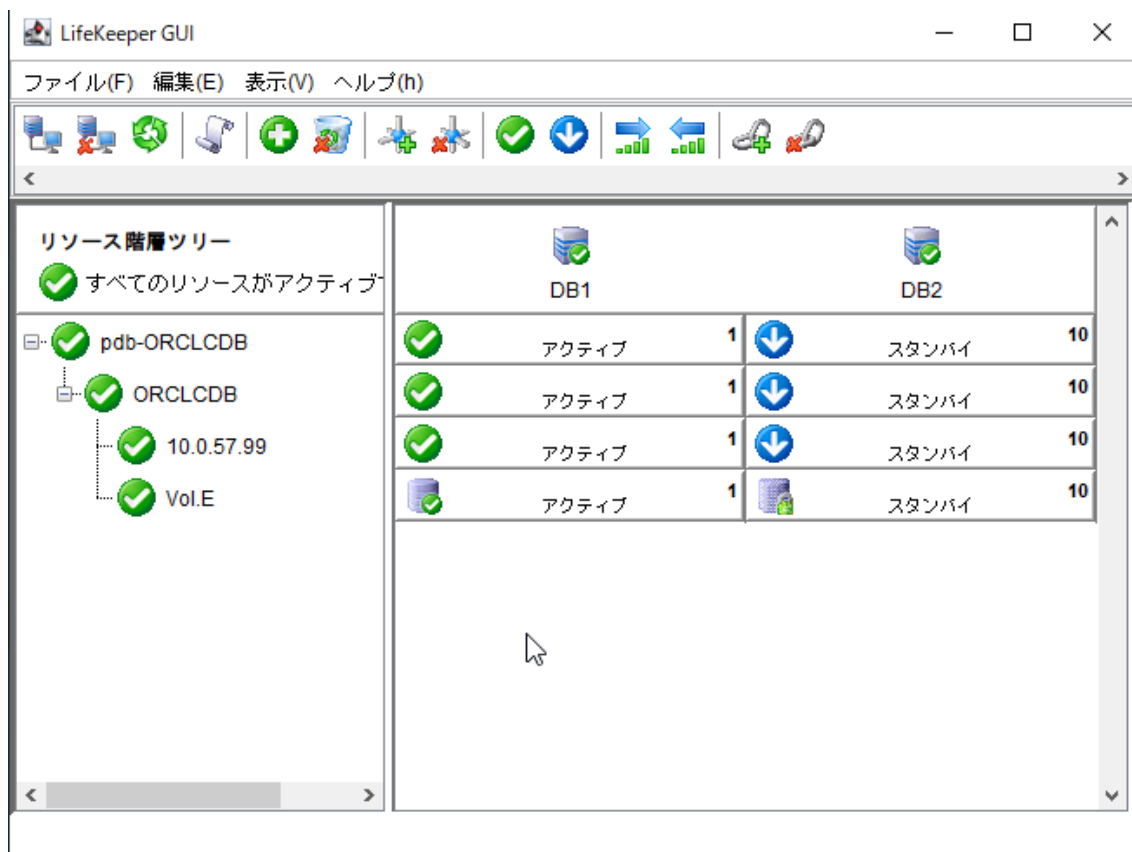 LifeKeeper GUI
ファイル(F) 編集(E) 表示(V) ヘルプ(h)
リソース階層ツリー
すべてのリソースがアクティブ
DB1 DB2
pdb-ORCLCDB
アクティブ 1 スタンバイ 10
ORCLCDB
アクティブ 1 スタンバイ 10
10.0.57.99
アクティブ 1 スタンバイ 10
Vol.E
アクティブ 1 スタンバイ 10